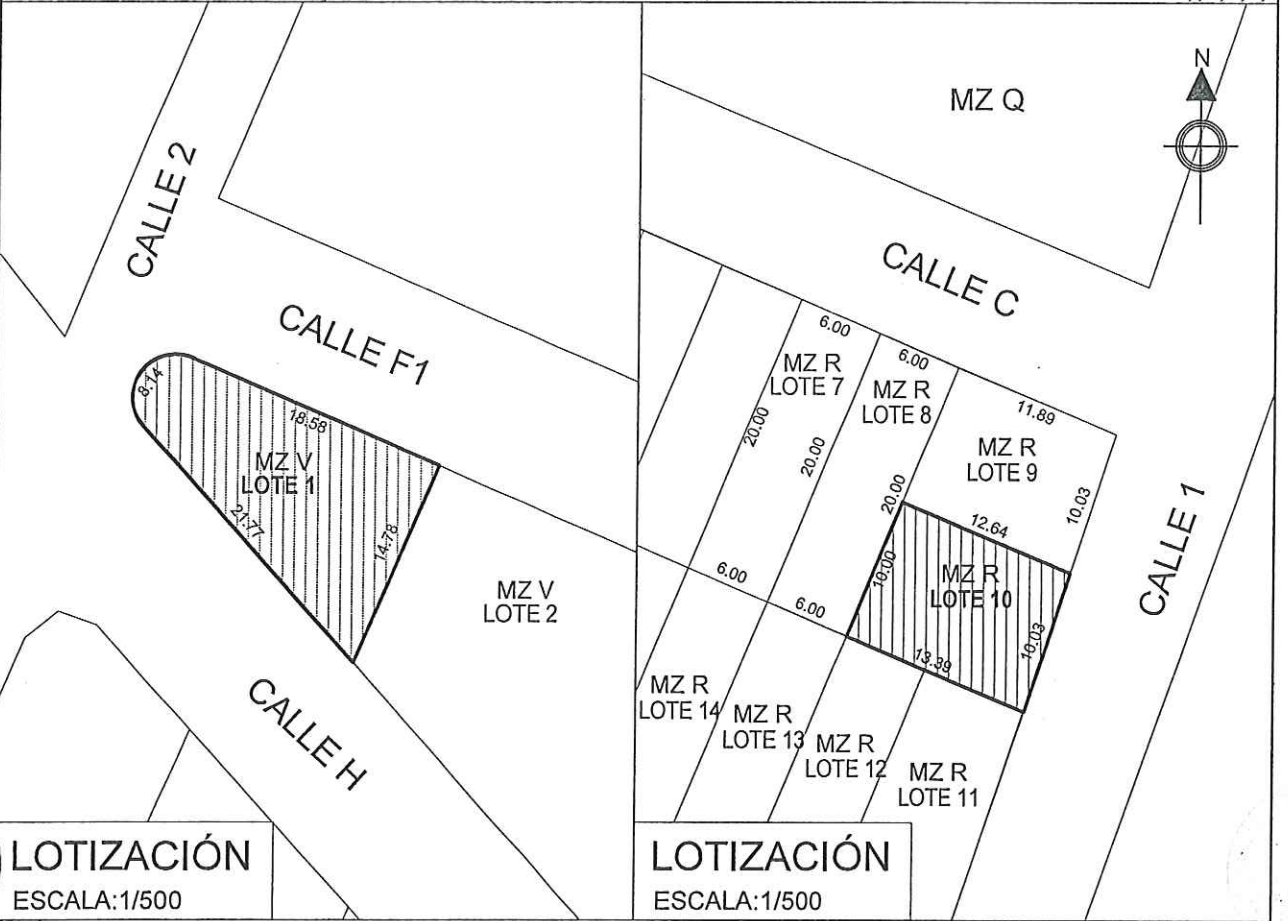 CALLE 2
CALLE F1
8.14
18.58
MZ V
LOTE 1
21.77
14.78
MZ V
LOTE 2
CALLE H
LOTIZACIÓN
ESCALA:1/500
N
MZ Q
CALLE C
6.00
6.00
11.89
MZ R
LOTE 7
MZ R
LOTE 8
MZ R
LOTE 9
20.00
20.00
20.00
10.03
12.64
CALLE 1
6.00
6.00
10.00
MZ R
LOTE 10
10.03
13.39
MZ R
LOTE 14
MZ R
LOTE 13
MZ R
LOTE 12
MZ R
LOTE 11
LOTIZACIÓN
ESCALA:1/500